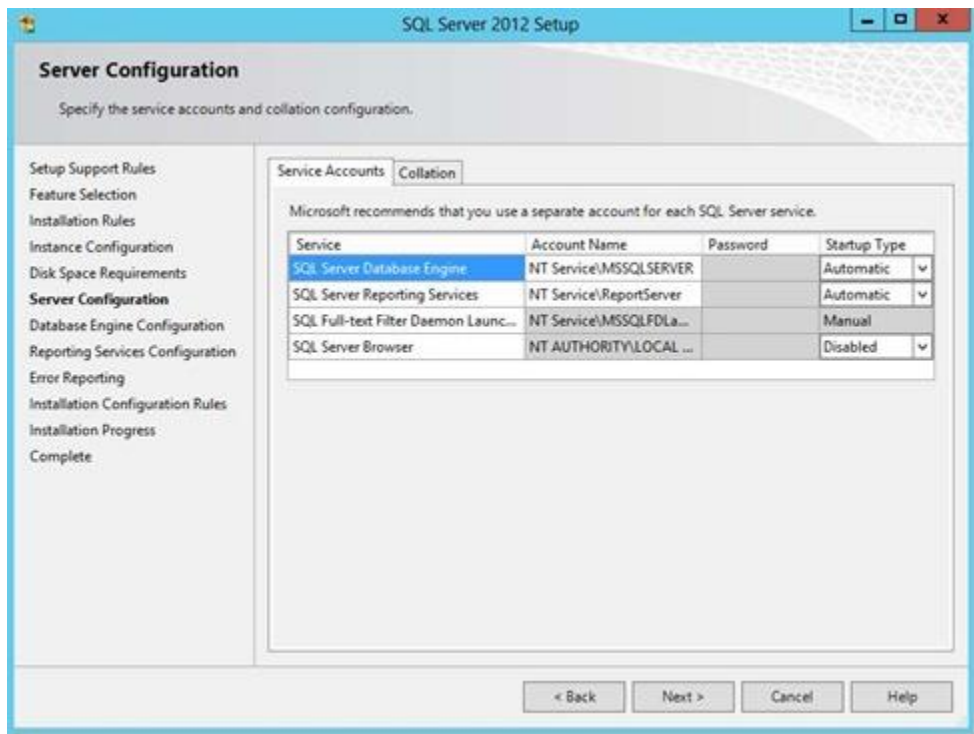 SQL Server 2012 Setup
Server Configuration
Specify the service accounts and collation configuration.
Setup Support Rules
Feature Selection
Installation Rules
Instance Configuration
Disk Space Requirements
Server Configuration
Database Engine Configuration
Reporting Services Configuration
Error Reporting
Installation Configuration Rules
Installation Progress
Complete
Service Accounts Collation
Microsoft recommends that you use a separate account for each SQL Server service.
Service Account Name Password Startup Type
SQL Server Database Engine NT Service\MSSQLSERVER Automatic
SQL Server Reporting Services NT Service\ReportServer Automatic
SQL Full-text Filter Daemon Launc... NT Service\MSSQLFDLa... Manual
SQL Server Browser NT AUTHORITY\LOCAL ... Disabled
< Back Next > Cancel Help